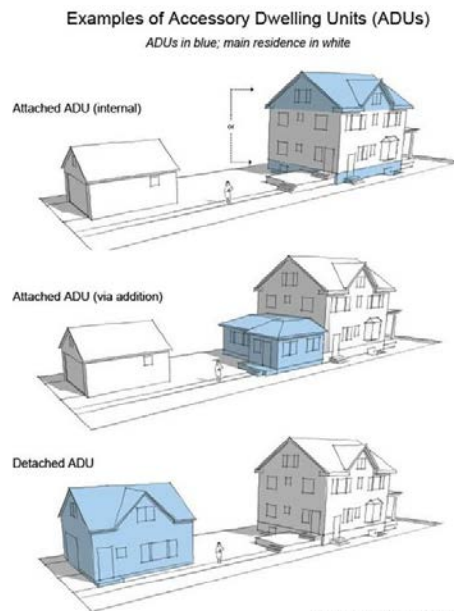 Examples of Accessory Dwelling Units (ADUs)
ADUs in blue; main residence in white
Attached ADU (internal)
or
Attached ADU (via addition)
Detached ADU